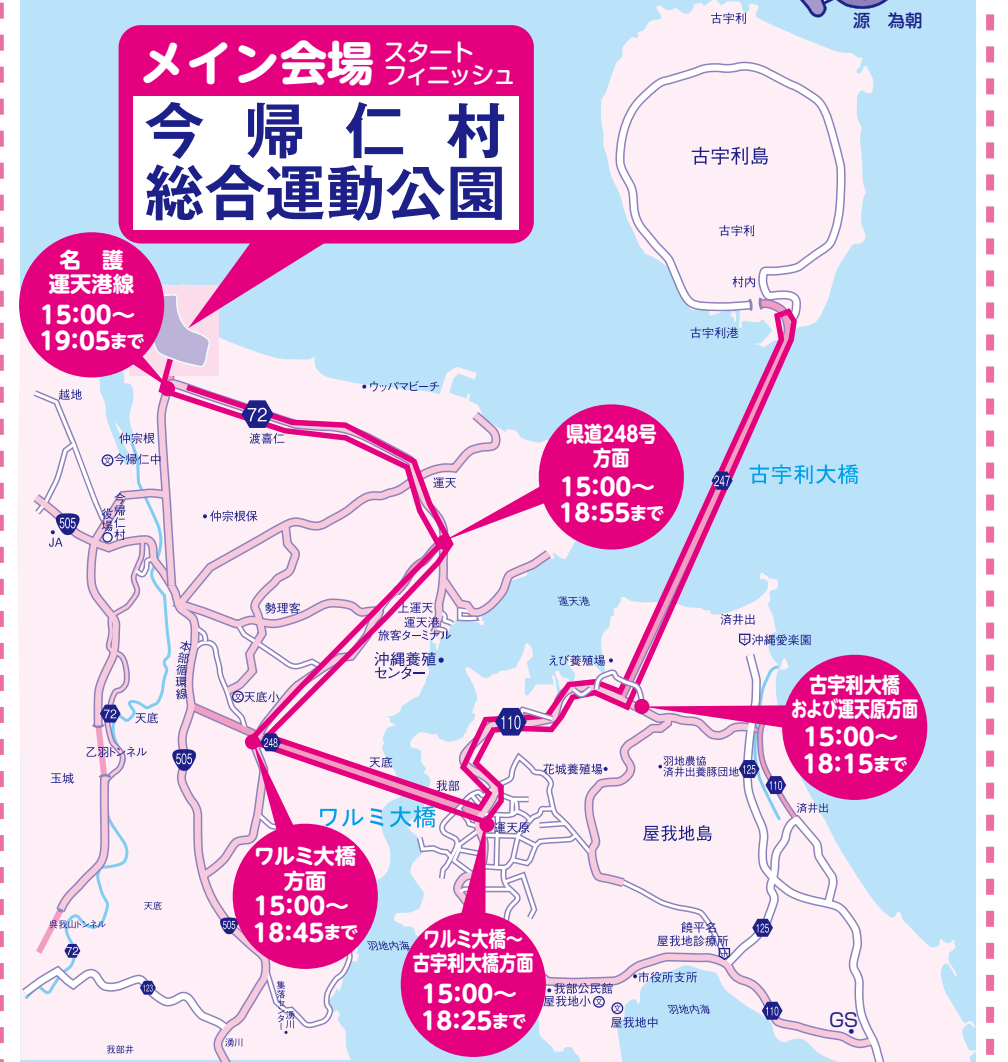 古宇利
源 為朝
メイン会場 スタート
フィニッシュ
今帰仁村
総合運動公園
古宇利島
古宇利
村内
古宇利港
名護
運天港線
15:00〜
19:05まで
越地
ウッパマビーチ
72
渡喜仁
仲宗根
今帰仁中
文
運天
県道248号
方面
15:00〜
18:55まで
247
古宇利大橋
今帰仁村
役場
505
JA
仲宗根保
勢理客
上運天
運天港
旅客ターミナル
運天港
沖縄養殖
センター
えび養殖場
済井出
沖縄愛楽園
本部循環線
文
天底小
72
天底
乙羽トンネル
505
玉城
248
天底
110
我部
花城養殖場
羽地農協
済井出養豚団地
125
110
済井出
古宇利大橋
および運天原方面
15:00〜
18:15まで
ワルミ大橋
運天原
屋我地島
ワルミ大橋
方面
15:00〜
18:45まで
天底
呉我山トンネル
72
505
羽地内海
ワルミ大橋〜
古宇利大橋方面
15:00〜
18:25まで
饒平名
屋我地診療所
125
市役所支所
我部公民館
屋我地小
文
文
屋我地中
羽地内海
110
GS
123
集落センター
湧川
湧川
我部井